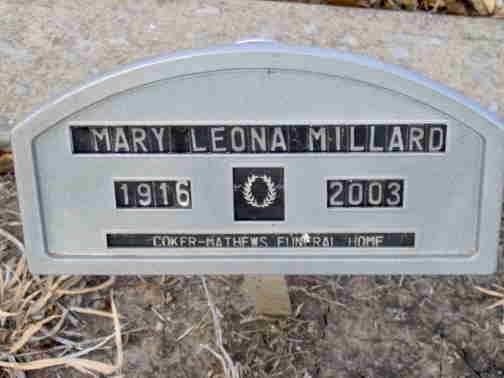 MARY LEONA MILLARD
1916 2003
COKER-MATHEWS FUNERAL HOME